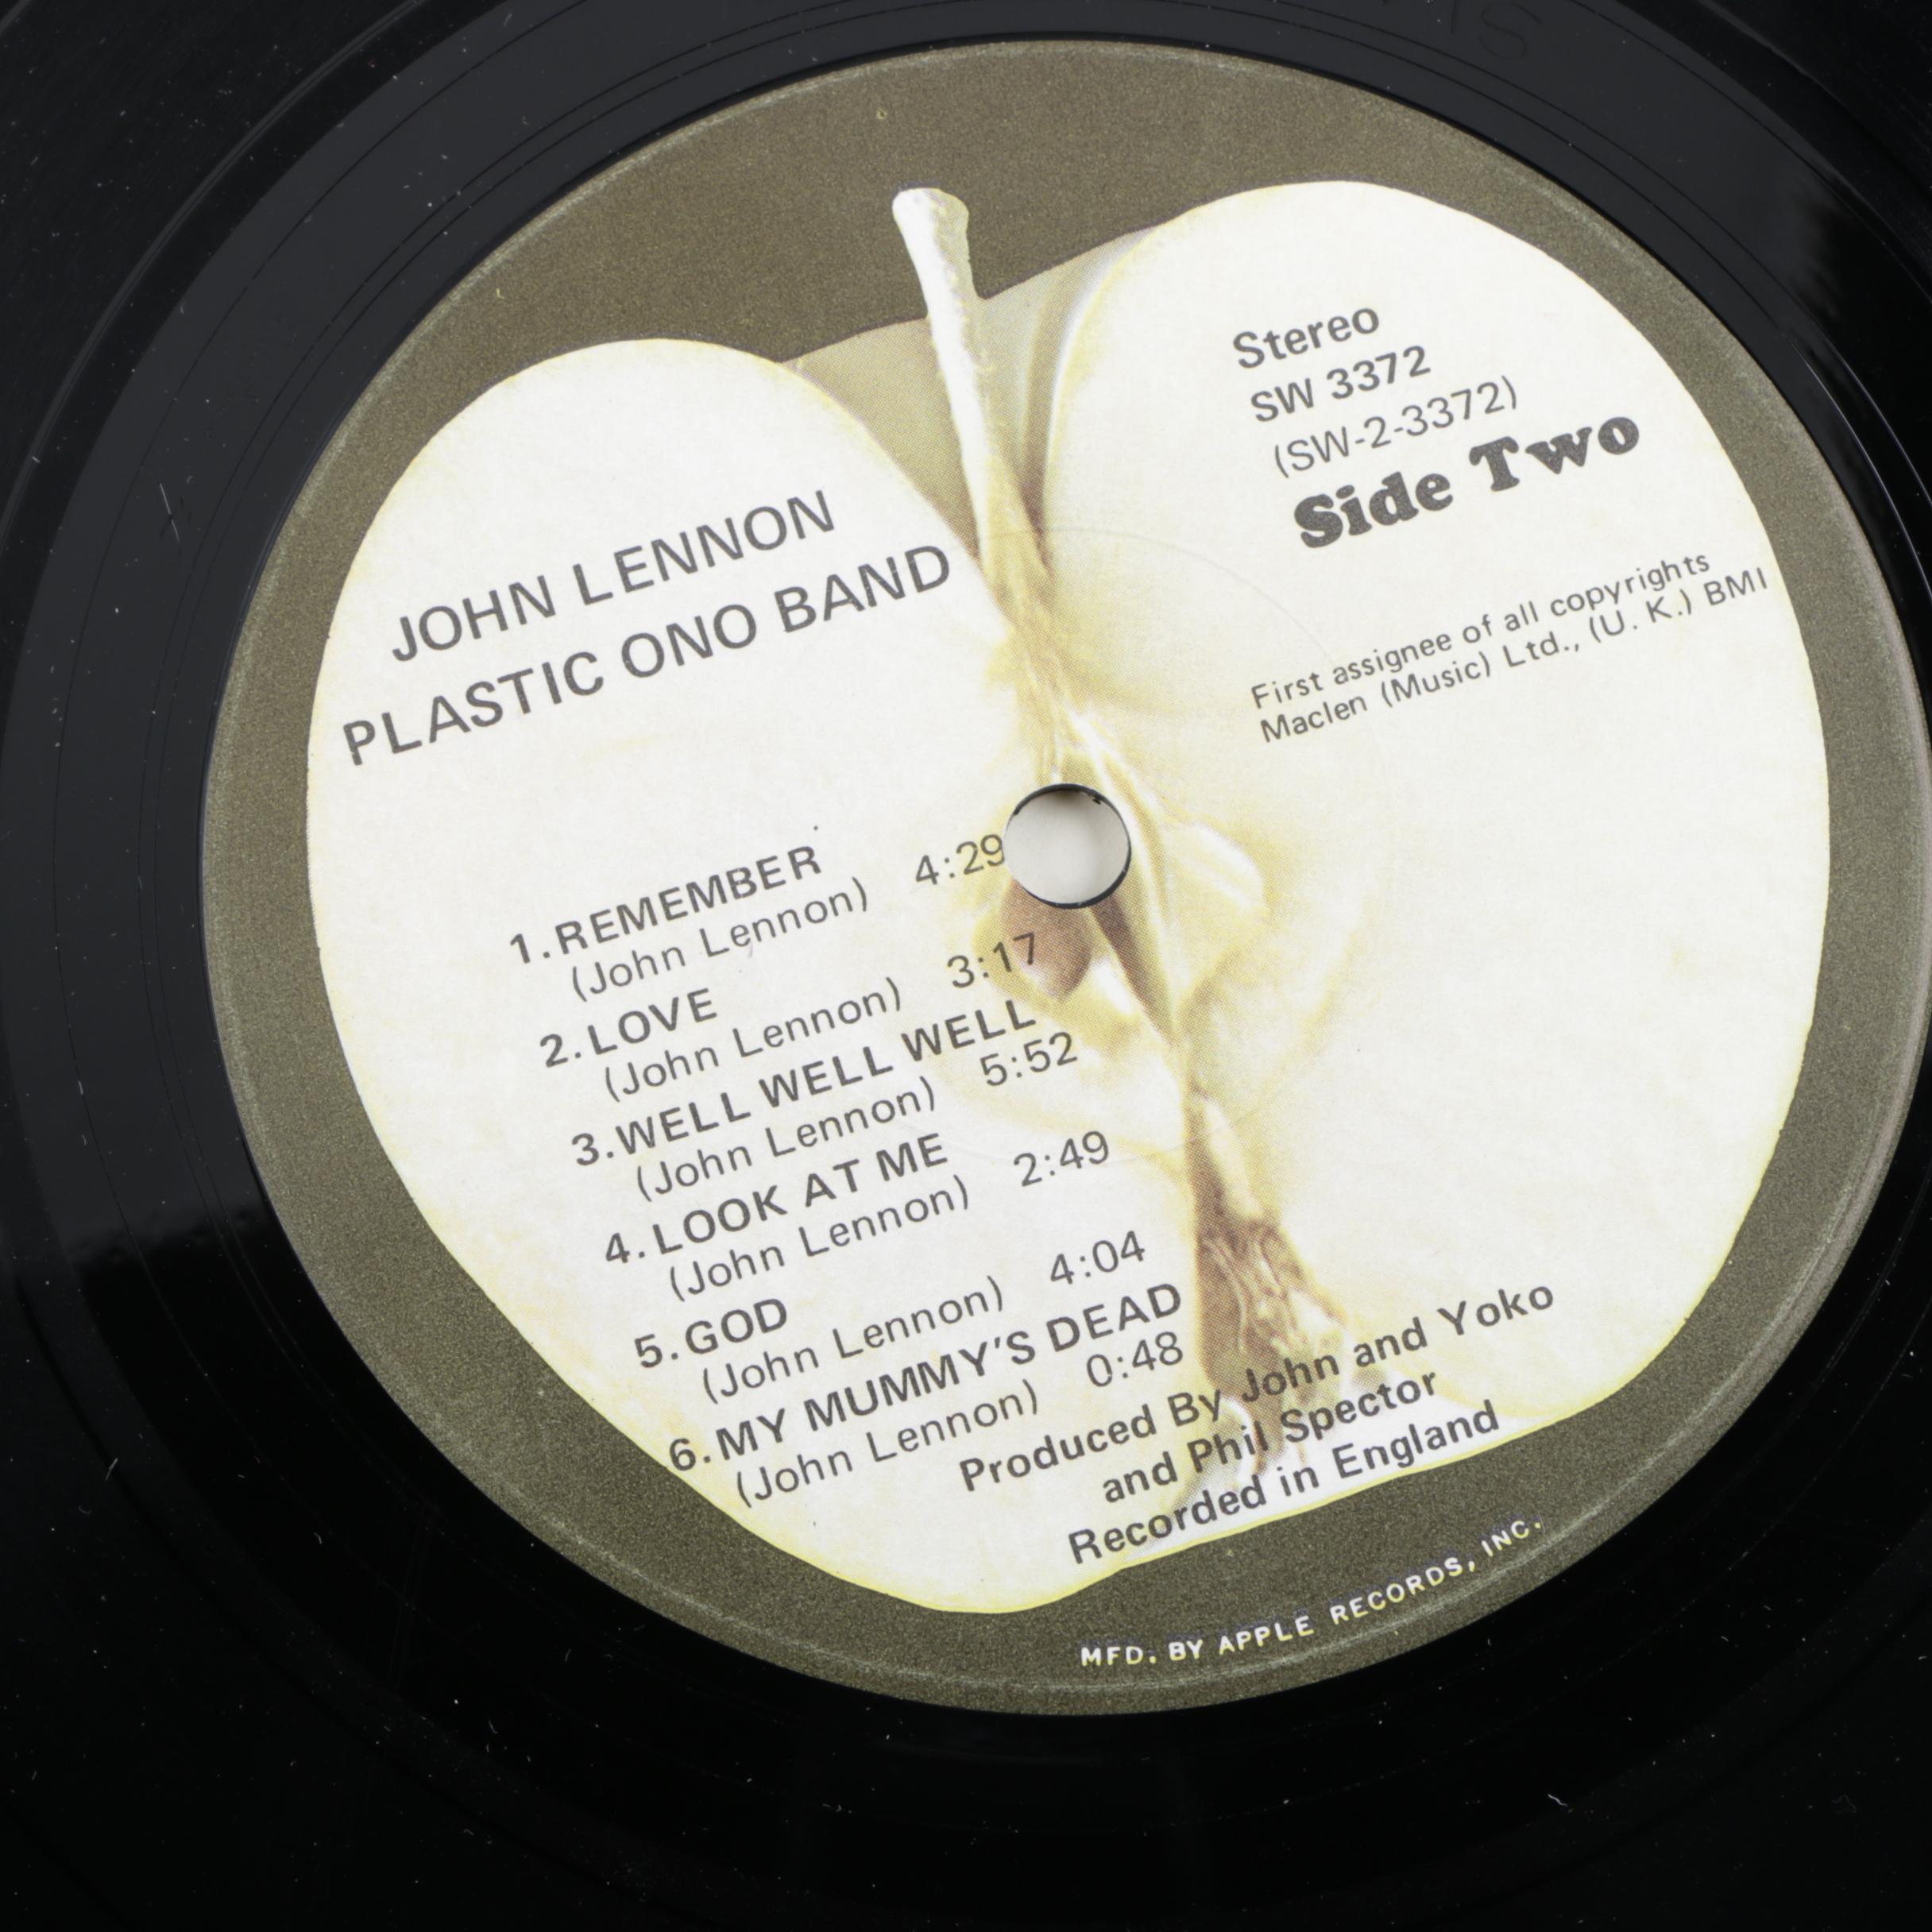 JOHN LENNON
PLASTIC ONO BAND
Stereo
SW 3372
(SW-2-3372)
Side Two
First assignee of all copyrights
Maclen (Music) Ltd., (U. K.) BMI
1. REMEMBER
(John Lennon) 4:29
2. LOVE
(John Lennon) 3:17
3. WELL WELL WELL
(John Lennon) 5:52
4. LOOK AT ME
(John Lennon) 2:49
5. GOD
(John Lennon) 4:04
6. MY MUMMY'S DEAD
(John Lennon) 0:48
Produced By John and Yoko
and Phil Spector
Recorded in England
MFD. BY APPLE RECORDS, INC.